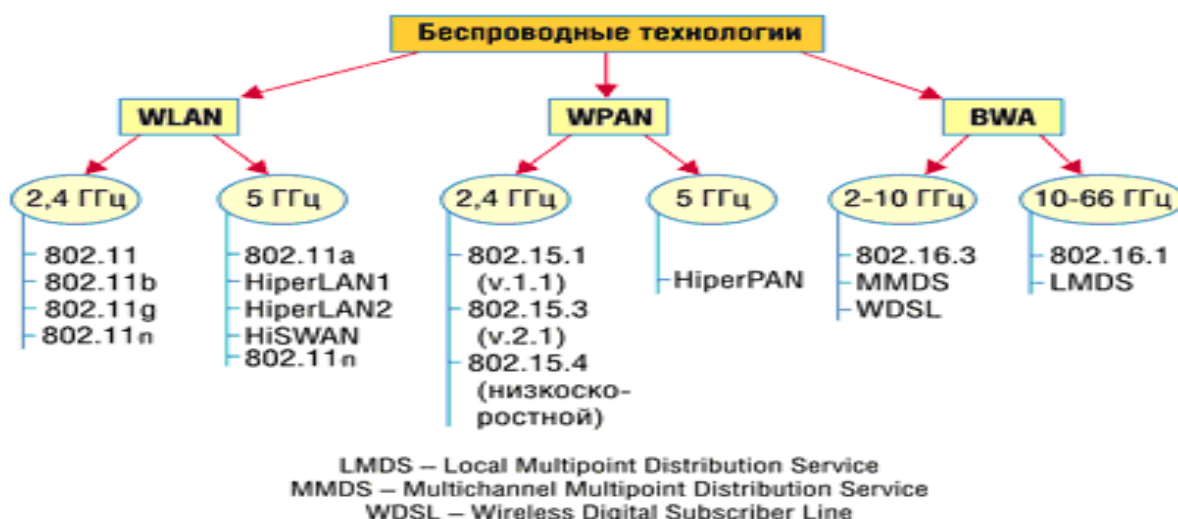 Беспроводные технологии
WLAN
WPAN
BWA
2,4 ГГц
5 ГГц
2,4 ГГц
5 ГГц
2-10 ГГц
10-66 ГГц
802.11
802.11b
802.11g
802.11n
802.11a
HiperLAN1
HiperLAN2
HiSWAN
802.11n
802.15.1
(v.1.1)
802.15.3
(v.2.1)
802.15.4
(низкоско-
ростной)
HiperPAN
802.16.3
MMDS
WDSL
802.16.1
LMDS
LMDS – Local Multipoint Distribution Service
MMDS – Multichannel Multipoint Distribution Service
WDSL – Wireless Digital Subscriber Line